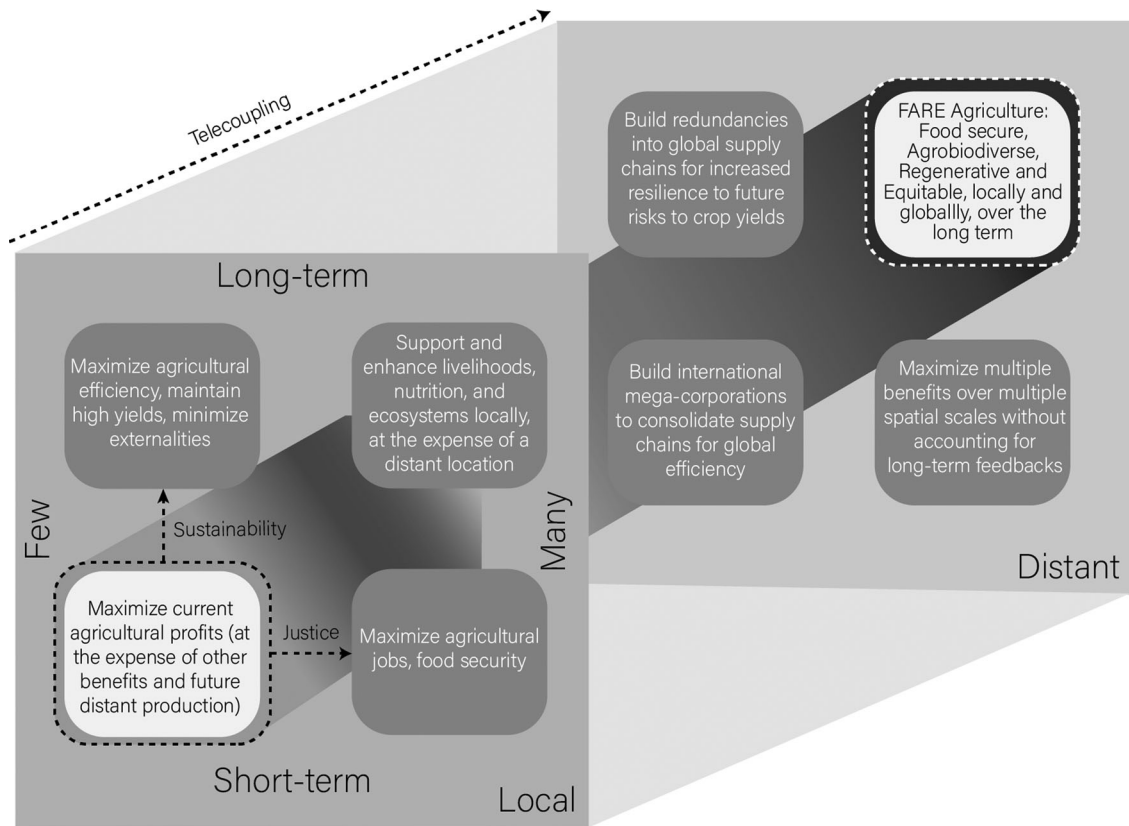 Telecoupling
Build redundancies
into global supply
chains for increased
resilience to future
risks to crop yields
FARE Agriculture:
Food secure,
Agrobiodiverse,
Regenerative and
Equitable, locally and
globallly, over the
long term
Long-term
Maximize agricultural
efficiency, maintain
high yields, minimize
externalities
Support and
enhance livelihoods,
nutrition, and
ecosystems locally,
at the expense of a
distant location
Build international
mega-corporations
to consolidate supply
chains for global
efficiency
Maximize multiple
benefits over multiple
spatial scales without
accounting for
long-term feedbacks
Few
Sustainability
Many
Distant
Maximize current
agricultural profits (at
the expense of other
benefits and future
distant production)
Justice
Maximize agricultural
jobs, food security
Short-term
Local